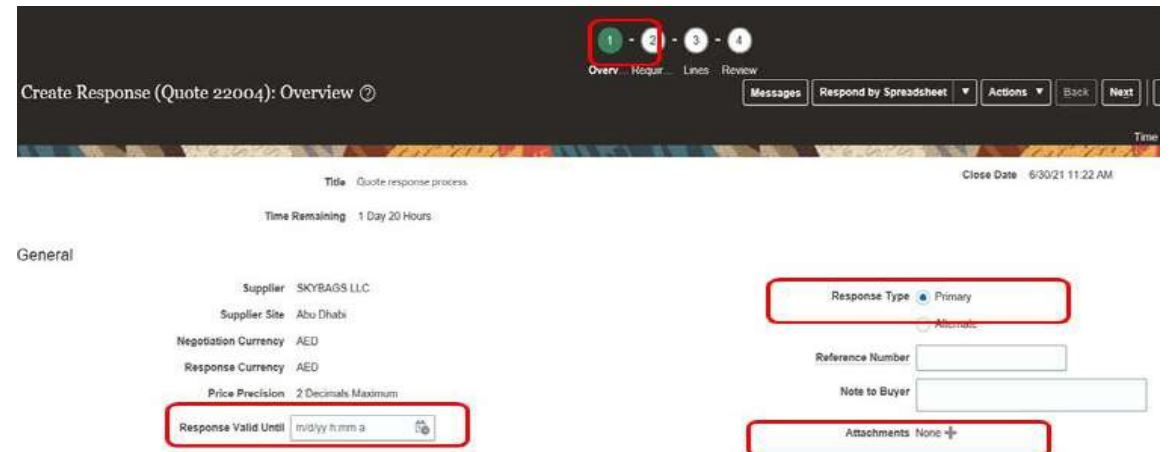 1 - 2 - 3 - 4
Overv... Requir... Lines Review
Create Response (Quote 22004): Overview
Messages Respond by Spreadsheet Actions Back Next
Time
Title Quote response process
Close Date 6/30/21 11:22 AM
Time Remaining 1 Day 20 Hours
General
Supplier SKYBAGS LLC
Supplier Site Abu Dhabi
Negotiation Currency AED
Response Currency AED
Price Precision 2 Decimals Maximum
Response Valid Until m/d/yy h:mm a
Response Type Primary
Alternate
Reference Number
Note to Buyer
Attachments None